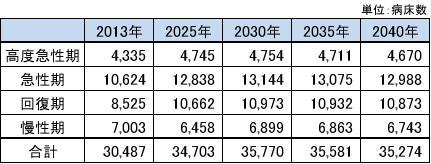 単位:病床数
2013年 2025年 2030年 2035年 2040年
高度急性期 4,335 4,745 4,754 4,711 4,670
急性期 10,624 12,838 13,144 13,075 12,988
回復期 8,525 10,662 10,973 10,932 10,873
慢性期 7,003 6,458 6,899 6,863 6,743
合計 30,487 34,703 35,770 35,581 35,274